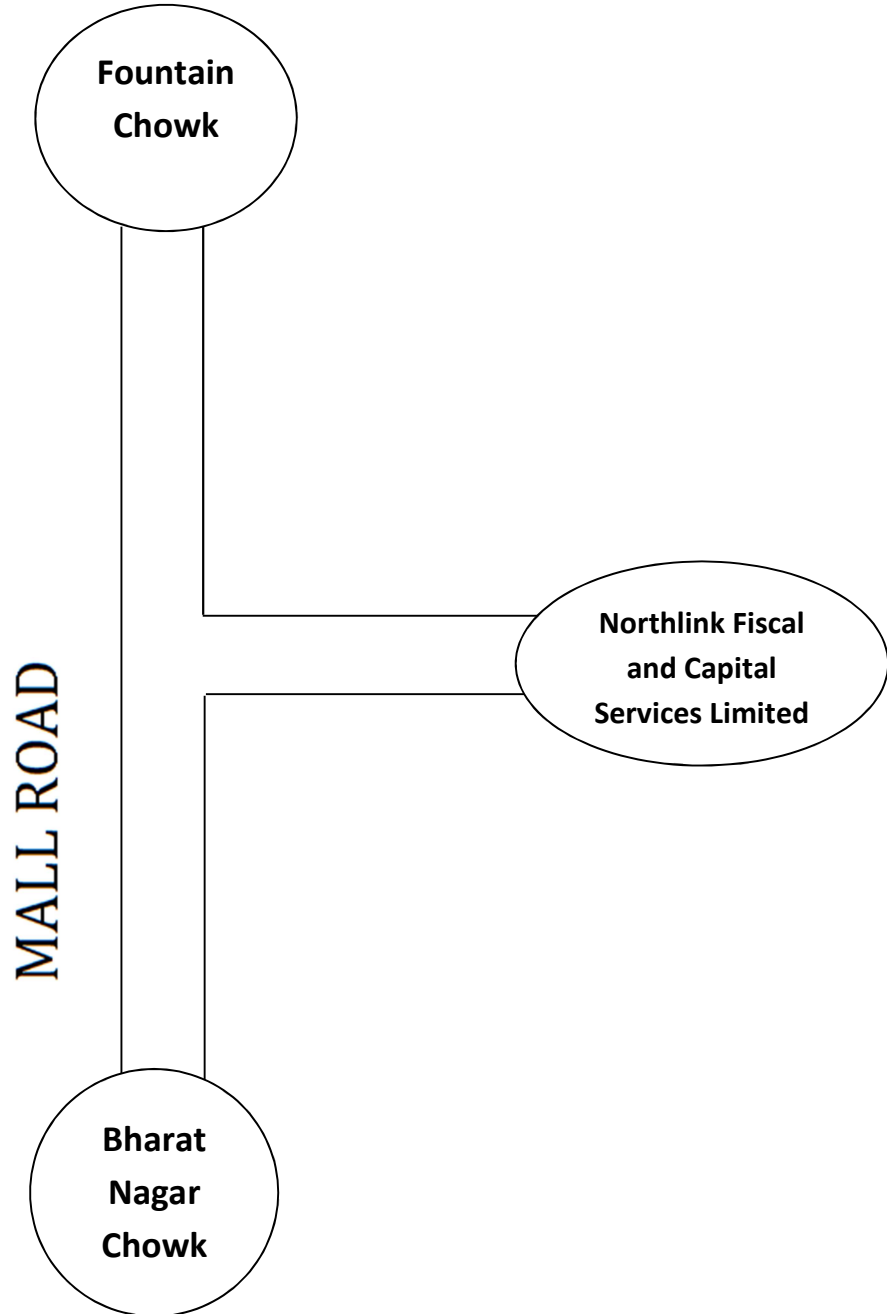 Fountain
Chowk
Northlink Fiscal
and Capital
Services Limited
MALL ROAD
Bharat
Nagar
Chowk